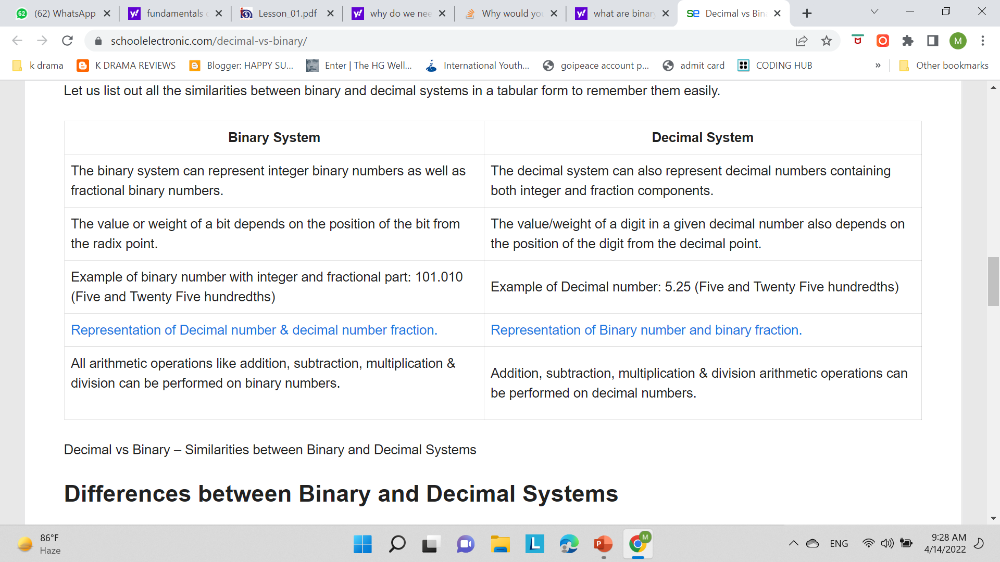 62 (62) WhatsApp
fundamentals
Lesson_01.pdf
why do we nee
Why would yo
what are binar
se Decimal vs Bin
schoolelectronic.com/decimal-vs-binary/
M
k drama
K DRAMA REVIEWS
Blogger: HAPPY SU...
Enter | The HG Well...
International Youth...
goipeace account p...
admit card
CODING HUB
»
Other bookmarks
Let us list out all the similarities between binary and decimal systems in a tabular form to remember them easily.
Binary System
Decimal System
The binary system can represent integer binary numbers as well as
fractional binary numbers.
The decimal system can also represent decimal numbers containing
both integer and fraction components.
The value or weight of a bit depends on the position of the bit from
the radix point.
The value/weight of a digit in a given decimal number also depends on
the position of the digit from the decimal point.
Example of binary number with integer and fractional part: 101.010
(Five and Twenty Five hundredths)
Example of Decimal number: 5.25 (Five and Twenty Five hundredths)
Representation of Decimal number & decimal number fraction.
Representation of Binary number and binary fraction.
All arithmetic operations like addition, subtraction, multiplication &
division can be performed on binary numbers.
Addition, subtraction, multiplication & division arithmetic operations can
be performed on decimal numbers.
Decimal vs Binary – Similarities between Binary and Decimal Systems
Differences between Binary and Decimal Systems
86°F
Haze
L
P
M
ENG
9:28 AM
4/14/2022